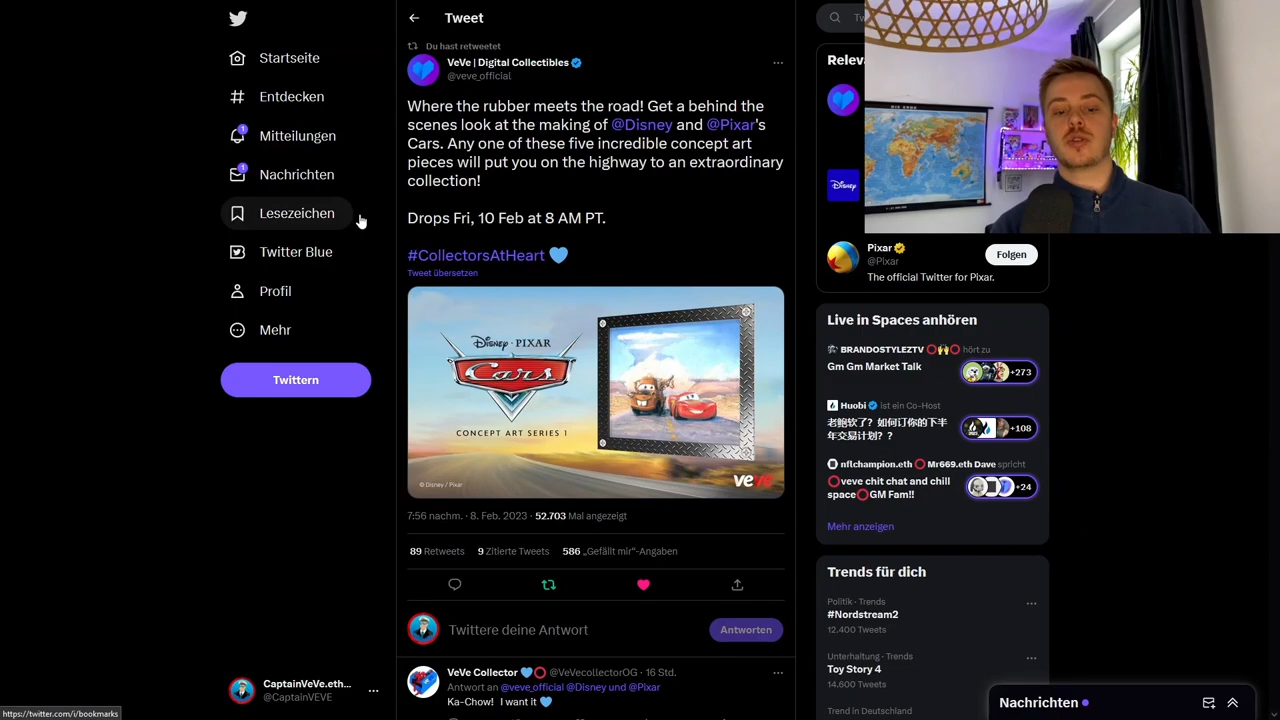 Startseite
Entdecken
1
Mitteilungen
1
Nachrichten
Lesezeichen
Twitter Blue
Profil
Mehr
Twittern
CaptainVeVe.eth...
@CaptainVEVE
https://twitter.com/i/bookmarks
Tweet
Du hast retweetet
VeVe | Digital Collectibles
@veve_official
Where the rubber meets the road! Get a behind the
scenes look at the making of @Disney and @Pixar's
Cars. Any one of these five incredible concept art
pieces will put you on the highway to an extraordinary
collection!
Drops Fri, 10 Feb at 8 AM PT.
#CollectorsAtHeart 💙
Tweet übersetzen
Disney · PIXAR
Cars
CONCEPT ART SERIES 1
© Disney / Pixar
veve
7:56 nachm. · 8. Feb. 2023 · 52.703 Mal angezeigt
89 Retweets 9 Zitierte Tweets 586 „Gefällt mir"-Angaben
Twittere deine Antwort
Antworten
VeVe Collector 💙⭕ @VeVecollectorOG · 16 Std.
Antwort an @veve_official @Disney und @Pixar
Ka-Chow! I want it 💙
Tw
Releva
Disney
Pixar
@Pixar
Folgen
The official Twitter for Pixar.
Live in Spaces anhören
BRANDOSTYLEZTV ⭕🙌⭕ hört zu
Gm Gm Market Talk
+273
Huobi ist ein Co-Host
老鲍软了？如何订你的下半
年交易计划？？
+108
nflchampion.eth ⭕ Mr669.eth Dave spricht
⭕veve chit chat and chill
space⭕GM Fam!!
+24
Mehr anzeigen
Trends für dich
Politik · Trends
#Nordstream2
12.400 Tweets
Unterhaltung · Trends
Toy Story 4
14.600 Tweets
Trend in Deutschland
Nachrichten